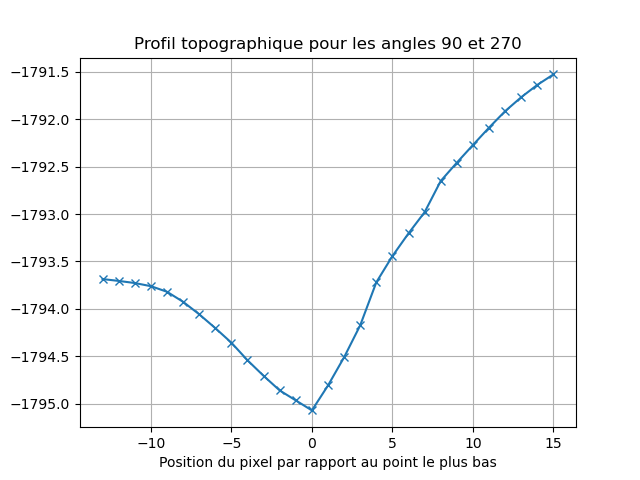 Profil topographique pour les angles 90 et 270
−1791.5
−1792.0
−1792.5
−1793.0
−1793.5
−1794.0
−1794.5
−1795.0
−10 −5 0 5 10 15
Position du pixel par rapport au point le plus bas